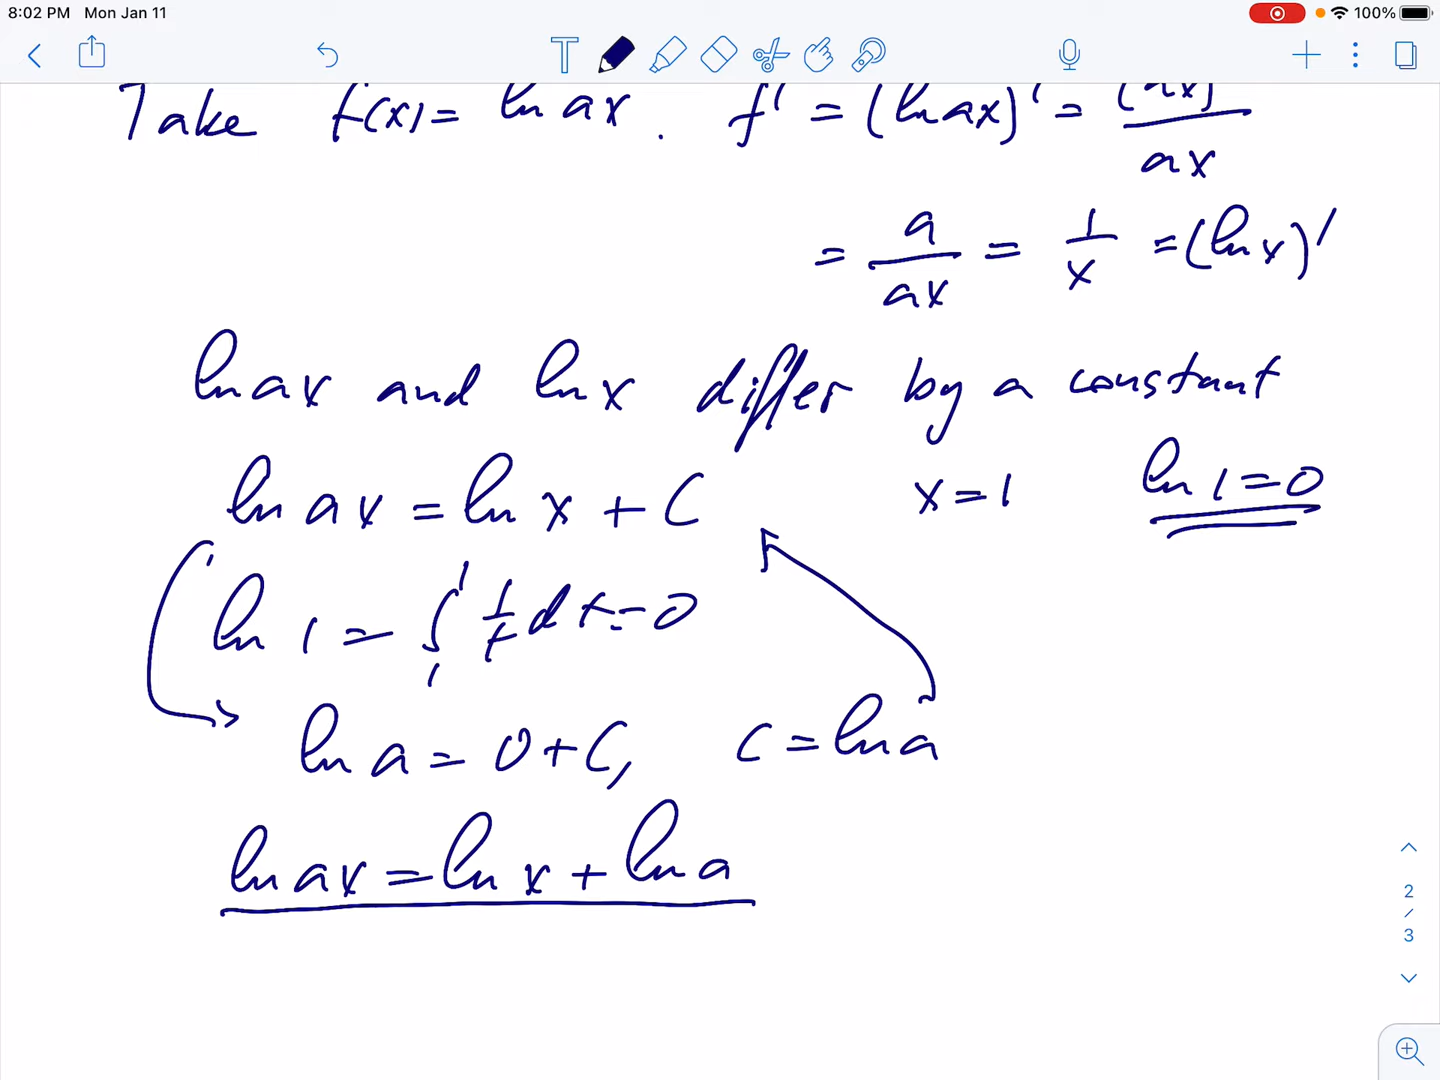 8:02 PM Mon Jan 11 100%
T
Take f(x) = ln ax . f' = (ln ax)' = (ax)' / ax
= a/ax = 1/x = (ln x)'
ln ax and ln x differ by a constant
ln ax = ln x + C x = 1 ln 1 = 0
ln 1 = ∫₁¹ 1/t dt = 0
ln a = 0 + C, C = ln a
ln ax = ln x + ln a
2
/
3